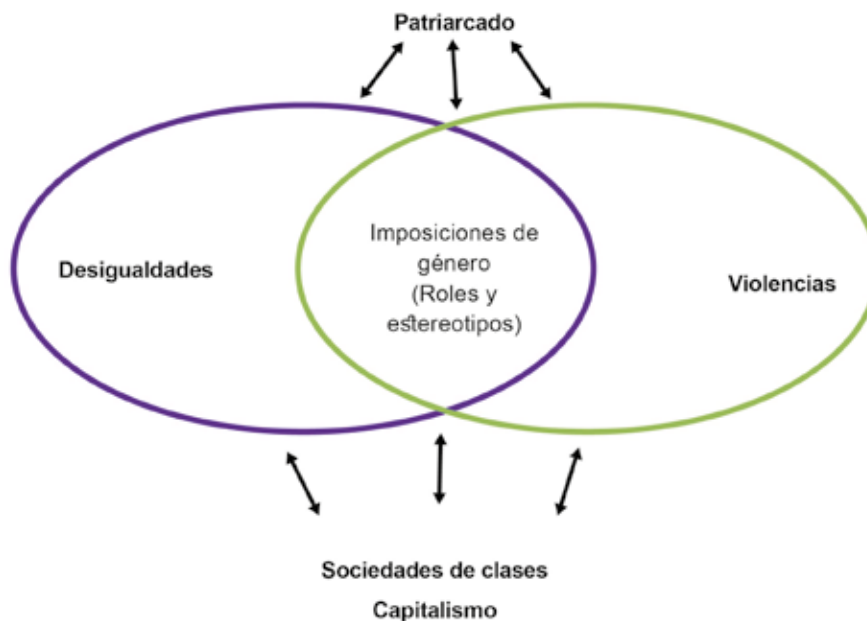 Patriarcado
Desigualdades
Imposiciones de
género
(Roles y
estereotipos)
Violencias
Sociedades de clases
Capitalismo